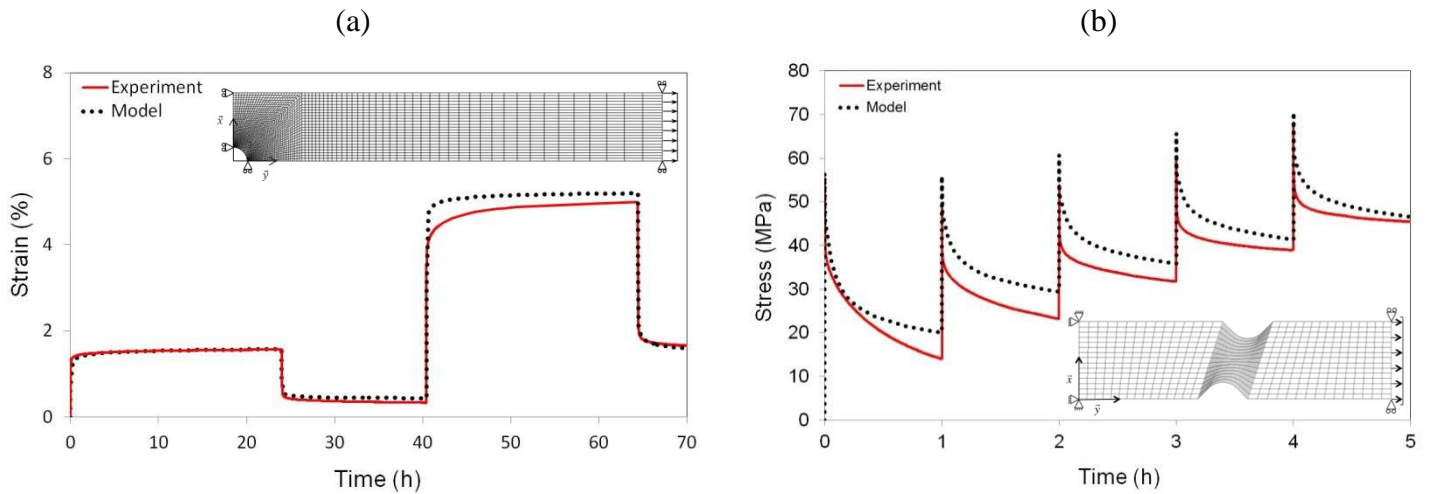 (a)
8
6
4
2
0
Strain (%)
Experiment
Model
x
y
0 10 20 30 40 50 60 70
Time (h)
(b)
80
70
60
50
40
30
20
10
0
Stress (MPa)
Experiment
Model
x
y
0 1 2 3 4 5
Time (h)